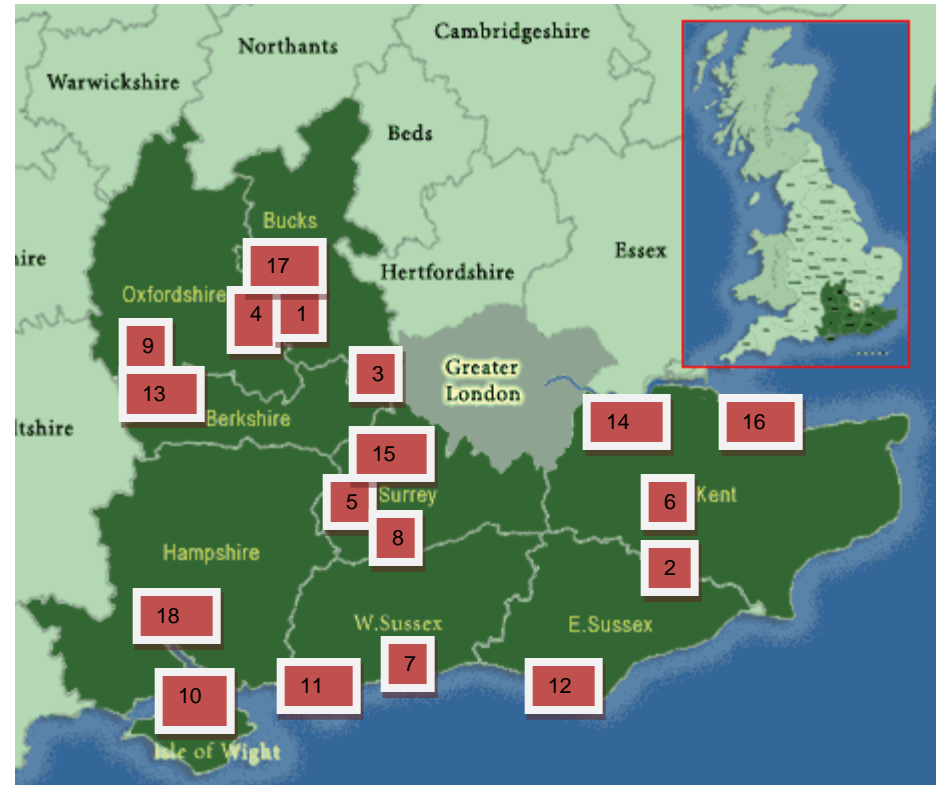 Northants
Cambridgeshire
Warwickshire
Beds
Bucks
Essex
ire
Hertfordshire
17
Oxfordshire
4
1
9
3
Greater
London
13
Berkshire
14
16
ltshire
15
5
Surrey
6
Kent
8
Hampshire
2
18
W.Sussex
E.Sussex
7
11
12
10
Isle of Wight